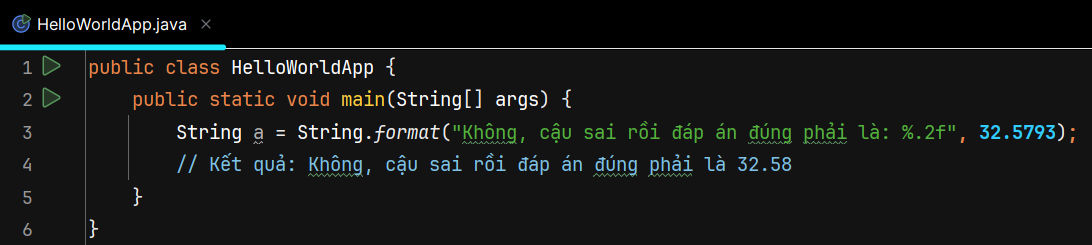 HelloWorldApp.java ×
1 public class HelloWorldApp {
2 public static void main(String[] args) {
3 String a = String.format("Không, cậu sai rồi đáp án đúng phải là: %.2f", 32.5793);
4 // Kết quả: Không, cậu sai rồi đáp án đúng phải là 32.58
5 }
6 }